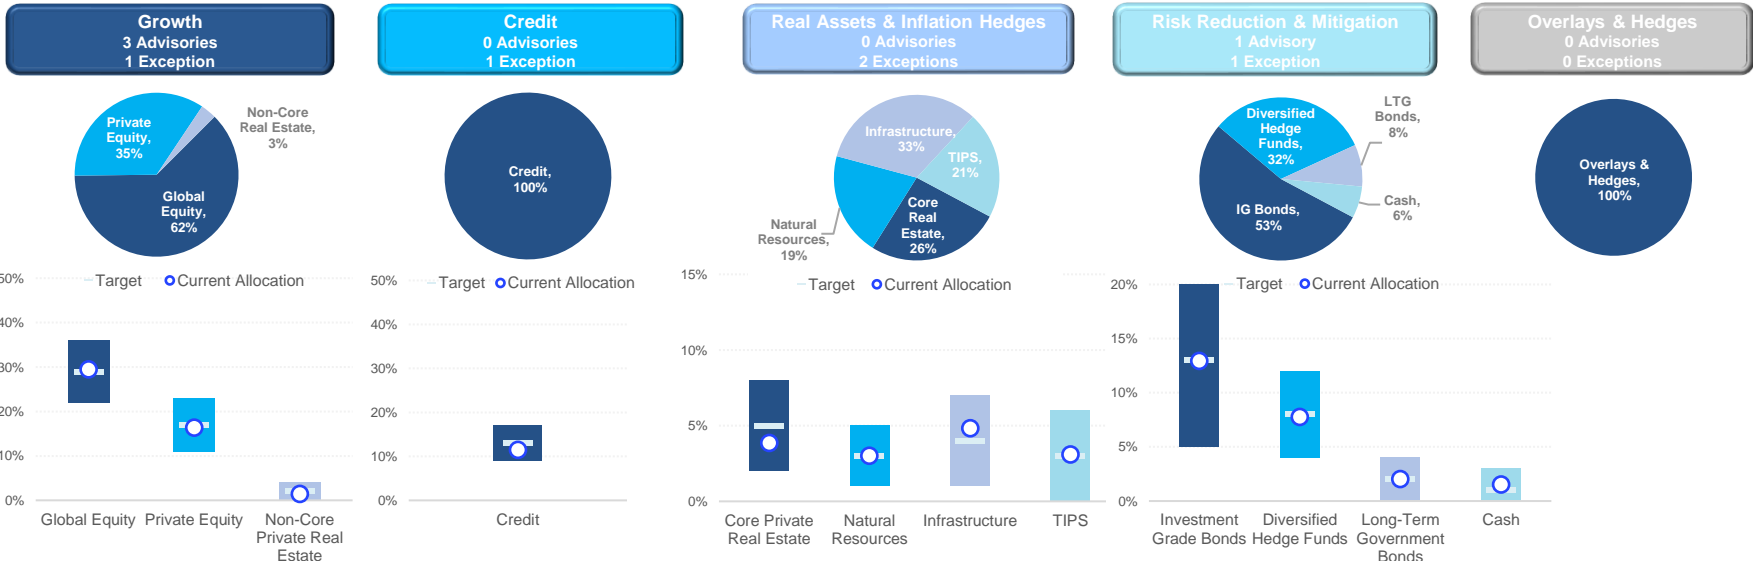 Growth
3 Advisories
1 Exception
Credit
0 Advisories
1 Exception
Real Assets & Inflation Hedges
0 Advisories
2 Exceptions
Risk Reduction & Mitigation
1 Advisory
1 Exception
Overlays & Hedges
0 Advisories
0 Exceptions
Private
Equity,
35%
Non-Core
Real Estate,
3%
Global
Equity,
62%
Credit,
100%
Infrastructure,
33%
TIPS,
21%
Core
Real
Estate,
26%
Natural
Resources,
19%
Diversified
Hedge
Funds,
32%
LTG
Bonds,
8%
Cash,
6%
IG Bonds,
53%
Overlays &
Hedges,
100%
Target
Current Allocation
50%
40%
30%
20%
10%
0%
Global Equity
Private Equity
Non-Core
Private Real
Estate
Target
Current Allocation
50%
40%
30%
20%
10%
0%
Credit
Target
Current Allocation
15%
10%
5%
0%
Core Private
Real Estate
Natural
Resources
Infrastructure
TIPS
Target
Current Allocation
20%
15%
10%
5%
0%
Investment
Grade Bonds
Diversified
Hedge Funds
Long-Term
Government
Bonds
Cash